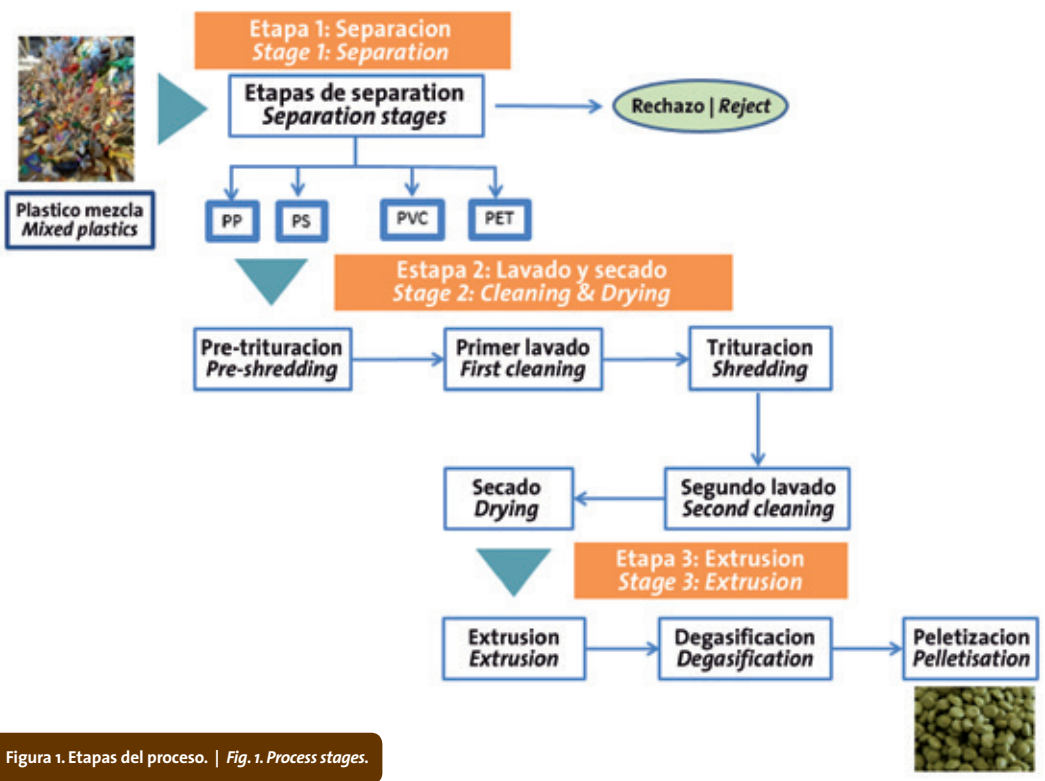 Etapa 1: Separacion
Stage 1: Separation
Etapas de separation
Separation stages
Rechazo | Reject
Plastico mezcla
Mixed plastics
PP
PS
PVC
PET
Estapa 2: Lavado y secado
Stage 2: Cleaning & Drying
Pre-trituracion
Pre-shredding
Primer lavado
First cleaning
Trituracion
Shredding
Secado
Drying
Segundo lavado
Second cleaning
Etapa 3: Extrusion
Stage 3: Extrusion
Extrusion
Extrusion
Degasificacion
Degasification
Peletizacion
Pelletisation
Figura 1. Etapas del proceso. | Fig. 1. Process stages.